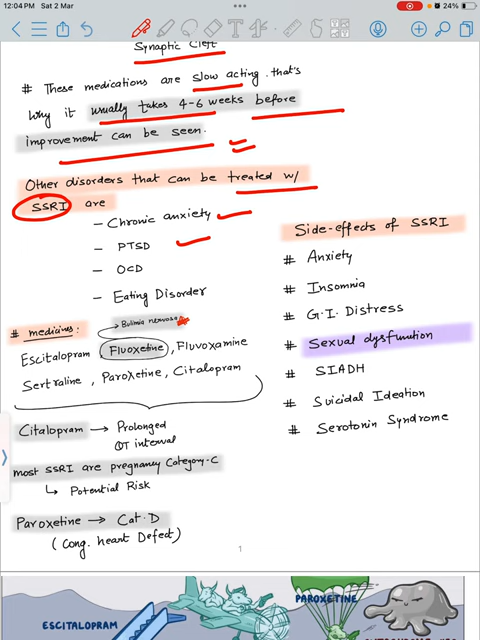 12:04 PM Sat 2 Mar
24%
Synaptic Cleft
# These medications are slow acting. that's
why it usually takes 4-6 weeks before
improvement can be seen.
Other disorders that can be treated w/
SSRI are
- Chronic anxiety
- PTSD
- OCD
- Eating Disorder
→ Bulimia nervosa
# medicines:
Escitalopram, Fluoxetine, Fluvoxamine
Sertraline, Paroxetine, Citalopram
Citalopram → Prolonged
QT interval
most SSRI are pregnancy Category-C
↳ Potential Risk
Paroxetine → Cat. D
(Cong. heart Defect)
Side-effects of SSRI
# Anxiety
# Insomnia
# G.I. Distress
# Sexual dysfunction
# SIADH
# Suicidal Ideation
# Serotonin Syndrome
1
PAROXETINE
ESCITALOPRAM